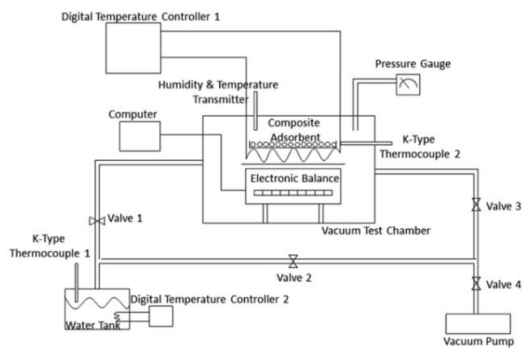 Digital Temperature Controller 1
Pressure Gauge
Humidity & Temperature
Transmitter
Computer
Composite
Adsorbent
K-Type
Thermocouple 2
Electronic Balance
Valve 1
Valve 3
Vacuum Test Chamber
K-Type
Thermocouple 1
Valve 2
Valve 4
Digital Temperature Controller 2
Water Tank
Vacuum Pump